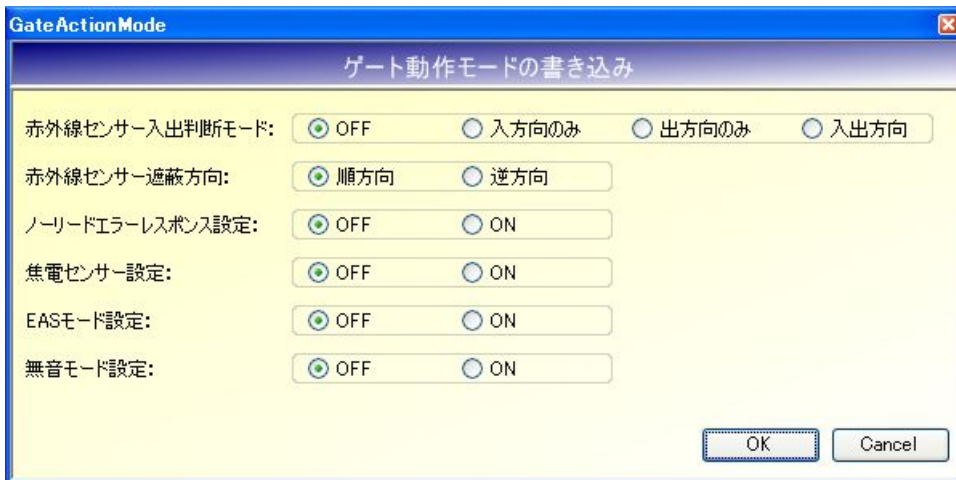 GateActionMode
ゲート動作モードの書き込み
赤外線センサー入出判断モード: OFF 入方向のみ 出方向のみ 入出方向
赤外線センサー遮蔽方向: 順方向 逆方向
ノーリードエラーレスポンス設定: OFF ON
焦電センサー設定: OFF ON
EASモード設定: OFF ON
無音モード設定: OFF ON
OK Cancel